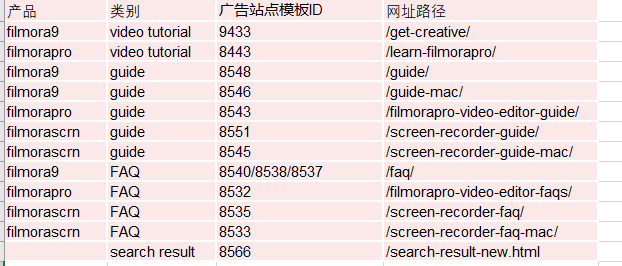 产品 类别 广告站点模板ID 网址路径
filmora9 video tutorial 9433 /get-creative/
filmorapro video tutorial 8443 /learn-filmorapro/
filmora9 guide 8548 /guide/
filmora9 guide 8546 /guide-mac/
filmorapro guide 8543 /filmorapro-video-editor-guide/
filmorascrn guide 8551 /screen-recorder-guide/
filmorascrn guide 8545 /screen-recorder-guide-mac/
filmora9 FAQ 8540/8538/8537 /faq/
filmorapro FAQ 8532 /filmorapro-video-editor-faqs/
filmorascrn FAQ 8535 /screen-recorder-faq/
filmorascrn FAQ 8533 /screen-recorder-faq-mac/
search result 8566 /search-result-new.html